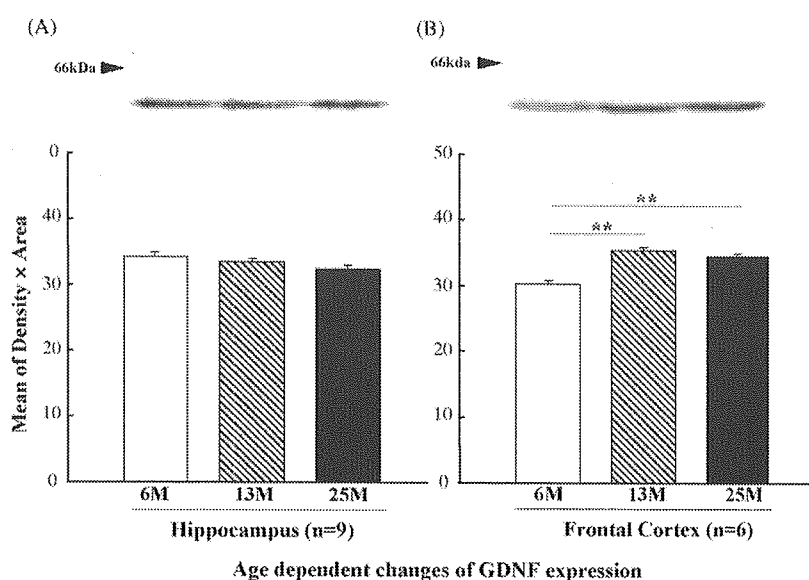 (A)
66kDa
0
40
30
20
10
0
Mean of Density × Area
6M 13M 25M
Hippocampus (n=9)
(B)
66kda
50
40
30
20
10
0
**
**
6M 13M 25M
Frontal Cortex (n=6)
Age dependent changes of GDNF expression